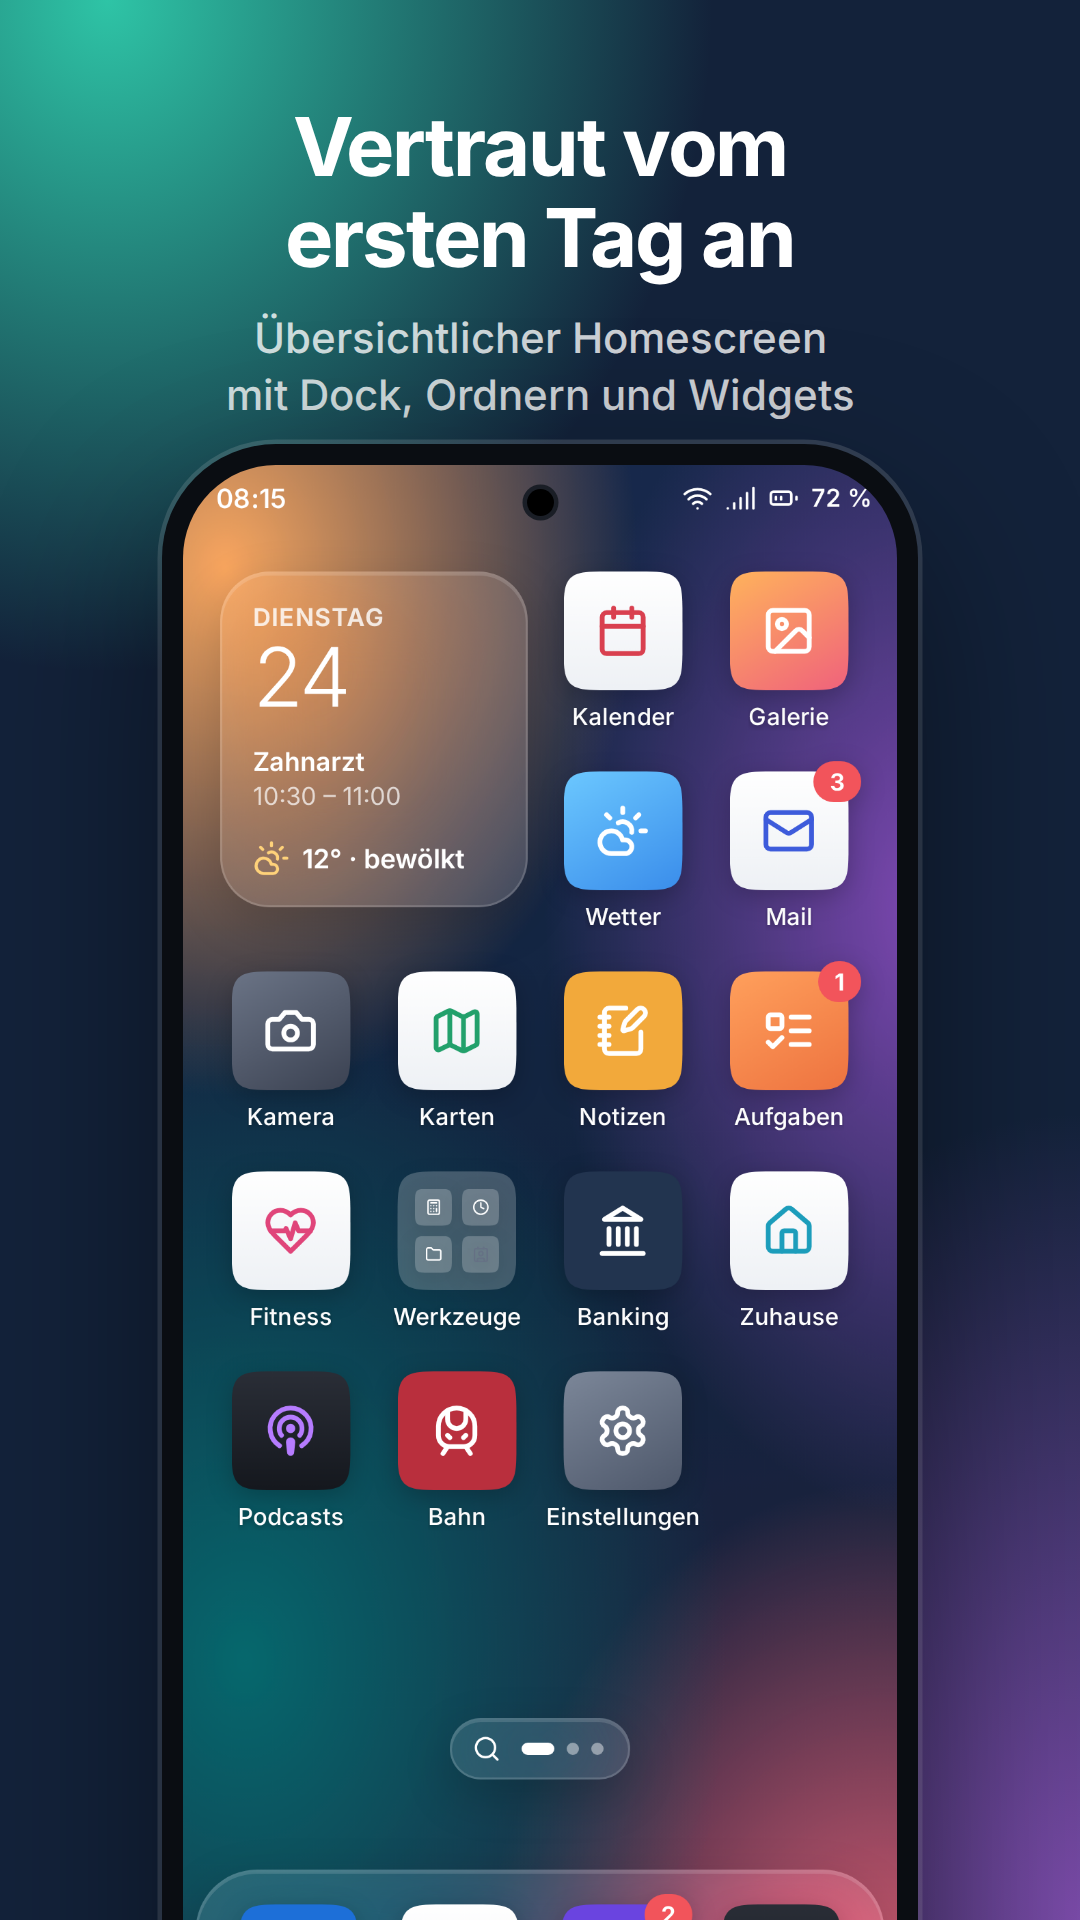 Vertraut vom
ersten Tag an
Übersichtlicher Homescreen
mit Dock, Ordnern und Widgets
08:15
72 %
DIENSTAG
24
Zahnarzt
10:30 – 11:00
12° · bewölkt
Kalender
Galerie
3
Wetter
Mail
1
Kamera
Karten
Notizen
Aufgaben
Fitness
Werkzeuge
Banking
Zuhause
Podcasts
Bahn
Einstellungen
2